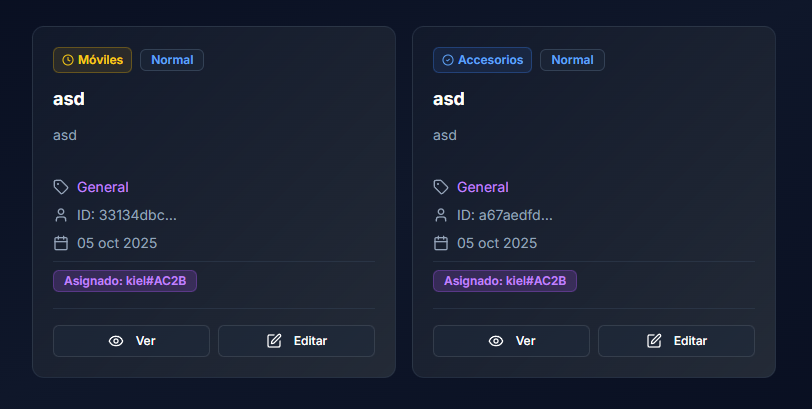 Móviles Normal
asd
asd
General
ID: 33134dbc...
05 oct 2025
Asignado: kiel#AC2B
Ver Editar
Accesorios Normal
asd
asd
General
ID: a67aedfd...
05 oct 2025
Asignado: kiel#AC2B
Ver Editar